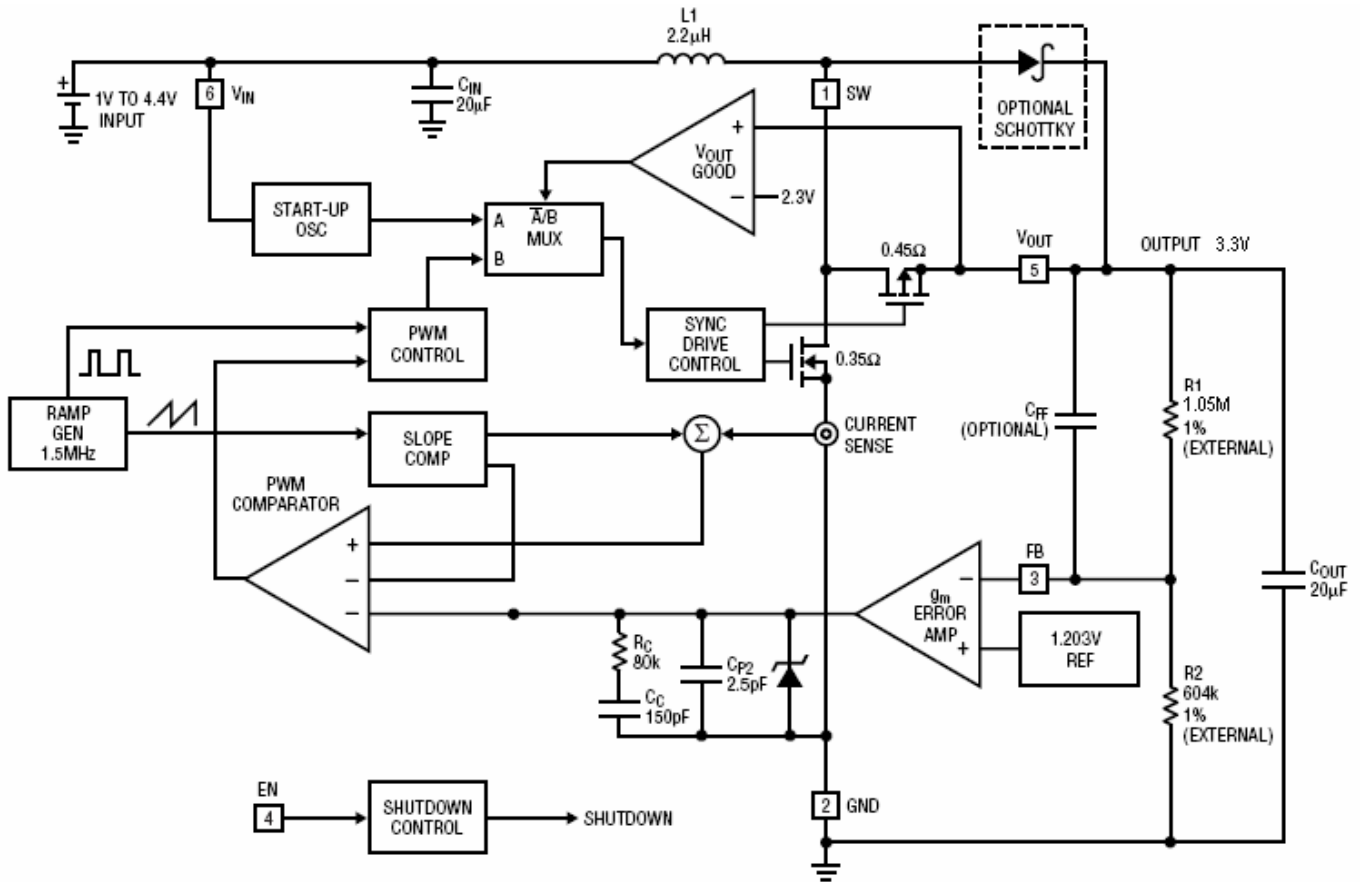 L1
2.2µH
+
1V TO 4.4V
INPUT
6
VIN
CIN
20µF
1
SW
OPTIONAL
SCHOTTKY
+
VOUT
GOOD
−
2.3V
START-UP
OSC
A
A̅/B
MUX
B
0.45Ω
VOUT
5
OUTPUT 3.3V
PWM
CONTROL
SYNC
DRIVE
CONTROL
0.35Ω
RAMP
GEN
1.5MHz
SLOPE
COMP
Σ
CURRENT
SENSE
CFF
(OPTIONAL)
R1
1.05M
1%
(EXTERNAL)
PWM
COMPARATOR
+
−
−
FB
3
−
gm
ERROR
AMP
+
1.203V
REF
COUT
20µF
RC
80k
CC
150pF
CP2
2.5pF
R2
604k
1%
(EXTERNAL)
EN
4
SHUTDOWN
CONTROL
SHUTDOWN
2
GND